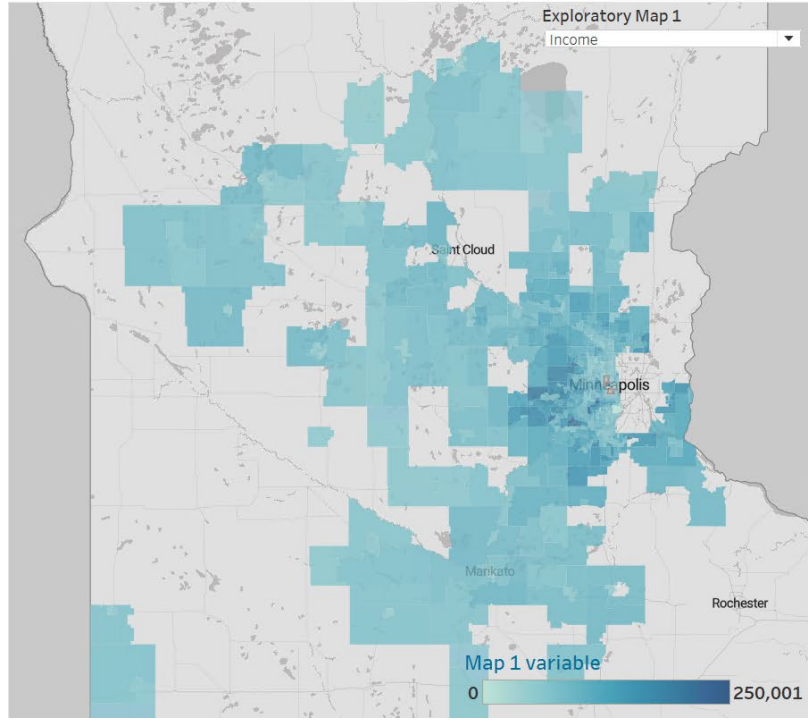 Exploratory Map 1
Income
Saint Cloud
Minneapolis
Mankato
Rochester
Map 1 variable
0 250,001